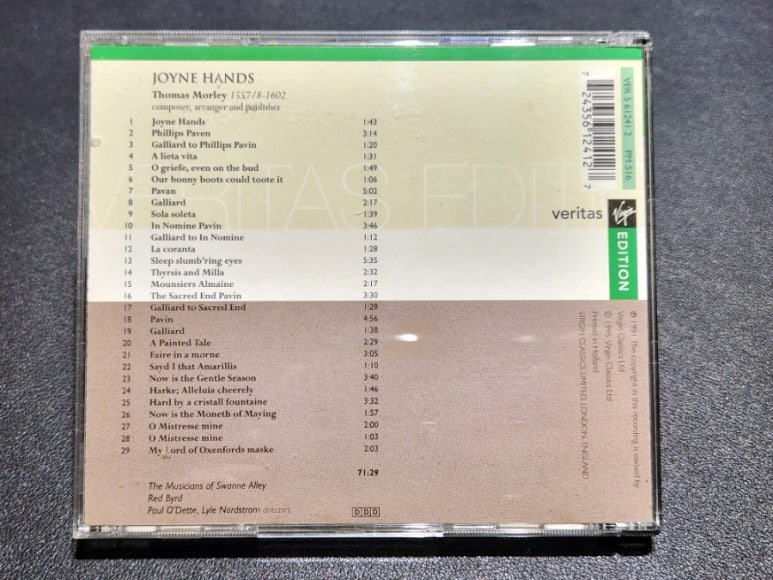 JOYNE HANDS
Thomas Morley 1557/8-1602
composer, arranger and publisher
1 Joyne Hands 1:43
2 Phillips Paven 3:14
3 Galliard to Phillips Pavin 1:20
4 A lieta vita 1:31
5 O griefe, even on the bud 1:49
6 Our bonny boots could toote it 1:06
7 Pavan 5:02
8 Galliard 2:17
9 Sola soleta 1:39
10 In Nomine Pavin 3:46
11 Galliard to In Nomine 1:12
12 La coranta 1:28
13 Sleep slumb'ring eyes 5:35
14 Thyrsis and Milla 2:32
15 Mounsiers Almaine 2:17
16 The Sacred End Pavin 3:30
17 Galliard to Sacred End 1:29
18 Pavin 4:56
19 Galliard 1:38
20 A Painted Tale 2:29
21 Faire in a morne 3:05
22 Sayd I that Amarillis 1:10
23 Now is the Gentle Season 3:40
24 Harke; Alleluia cheerely 1:46
25 Hard by a cristall fountaine 3:32
26 Now is the Moneth of Maying 1:57
27 O Mistresse mine 2:00
28 O Mistresse mine 1:03
29 My Lord of Oxenfords maske 2:03
71:29
The Musicians of Swanne Alley
Red Byrd
Paul O'Dette, Lyle Nordstrom directors
DDD
VERITAS EDITI
7 24356 12412 7
VER 5 61241 2 PM 516
veritas
Virgin
EDITION
℗ 1991 The copyright in this recording is owned by
Virgin Classics Ltd
© 1995 Virgin Classics Ltd
Printed in Holland
VIRGIN CLASSICS LIMITED, LONDON, ENGLAND